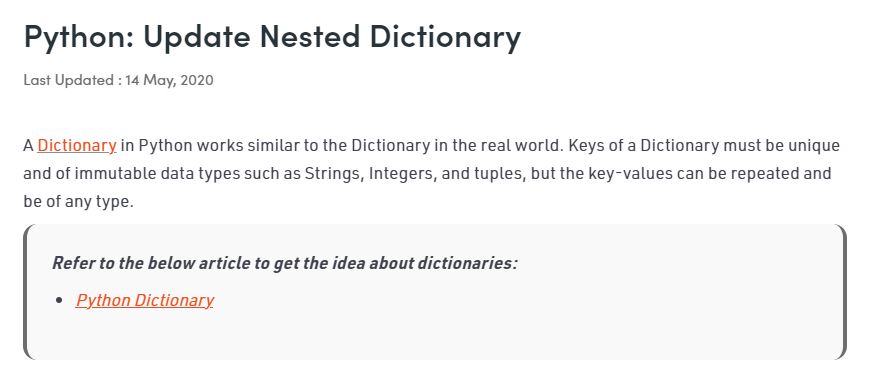 Python: Update Nested Dictionary
Last Updated : 14 May, 2020
A Dictionary in Python works similar to the Dictionary in the real world. Keys of a Dictionary must be unique
and of immutable data types such as Strings, Integers, and tuples, but the key-values can be repeated and
be of any type.
Refer to the below article to get the idea about dictionaries:
• Python Dictionary